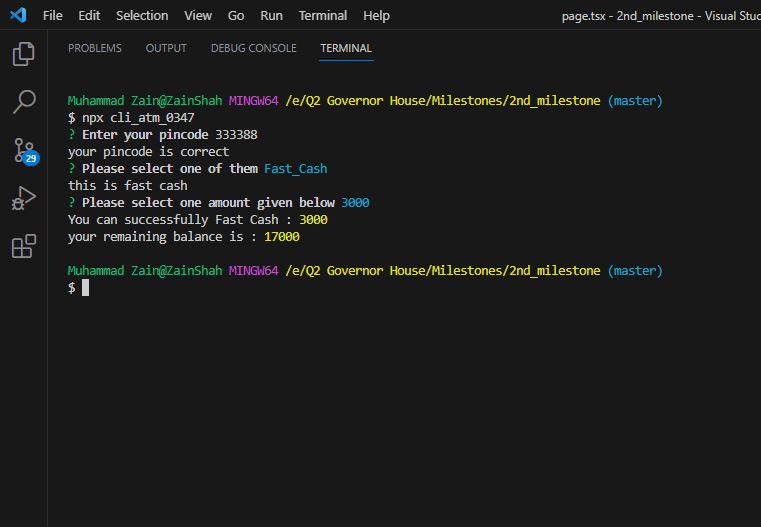 File Edit Selection View Go Run Terminal Help page.tsx - 2nd_milestone - Visual Stud
PROBLEMS OUTPUT DEBUG CONSOLE TERMINAL
Muhammad Zain@ZainShah MINGW64 /e/Q2 Governor House/Milestones/2nd_milestone (master)
$ npx cli_atm_0347
? Enter your pincode 333388
your pincode is correct
? Please select one of them Fast_Cash
this is fast cash
? Please select one amount given below 3000
You can successfully Fast Cash : 3000
your remaining balance is : 17000
Muhammad Zain@ZainShah MINGW64 /e/Q2 Governor House/Milestones/2nd_milestone (master)
$
29